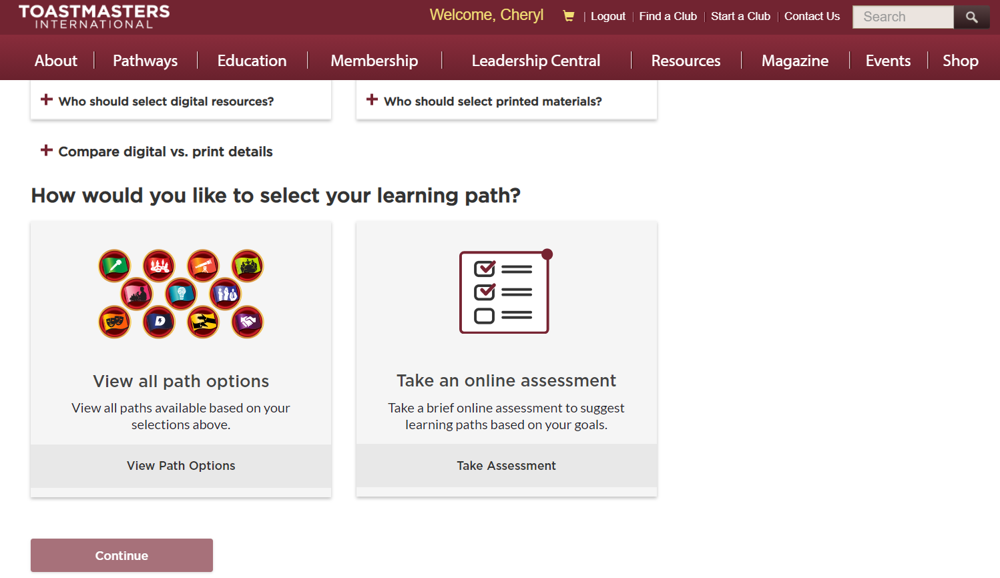 TOASTMASTERS
INTERNATIONAL
Welcome, Cheryl
Logout
Find a Club
Start a Club
Contact Us
Search
About
Pathways
Education
Membership
Leadership Central
Resources
Magazine
Events
Shop
Who should select digital resources?
Who should select printed materials?
Compare digital vs. print details
How would you like to select your learning path?
D
View all path options
View all paths available based on your
selections above.
View Path Options
Take an online assessment
Take a brief online assessment to suggest
learning paths based on your goals.
Take Assessment
Continue